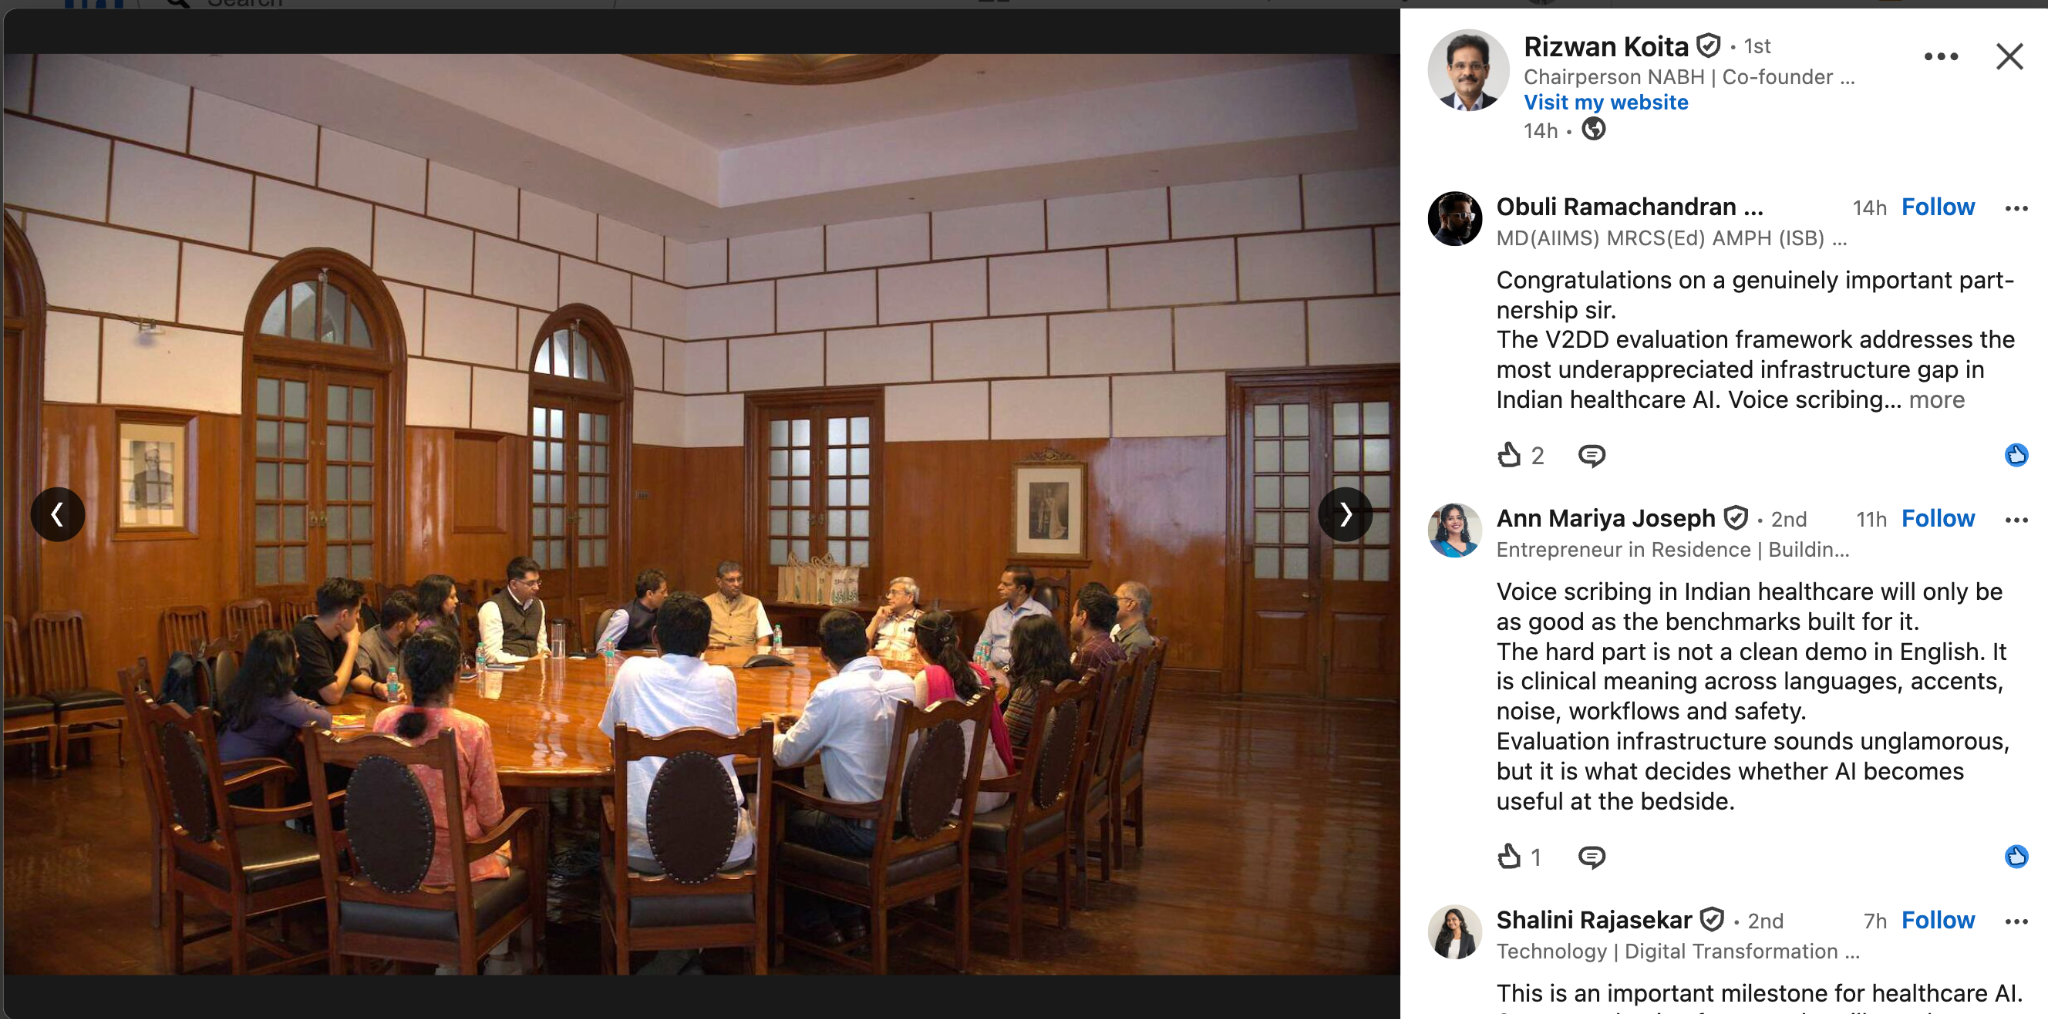 Search
Rizwan Koita • 1st
Chairperson NABH | Co-founder ...
Visit my website
14h •
Obuli Ramachandran ... 14h Follow
MD(AIIMS) MRCS(Ed) AMPH (ISB) ...
Congratulations on a genuinely important part-
nership sir.
The V2DD evaluation framework addresses the
most underappreciated infrastructure gap in
Indian healthcare AI. Voice scribing... more
2
Ann Mariya Joseph • 2nd 11h Follow
Entrepreneur in Residence | Buildin...
Voice scribing in Indian healthcare will only be
as good as the benchmarks built for it.
The hard part is not a clean demo in English. It
is clinical meaning across languages, accents,
noise, workflows and safety.
Evaluation infrastructure sounds unglamorous,
but it is what decides whether AI becomes
useful at the bedside.
1
Shalini Rajasekar • 2nd 7h Follow
Technology | Digital Transformation ...
This is an important milestone for healthcare AI.